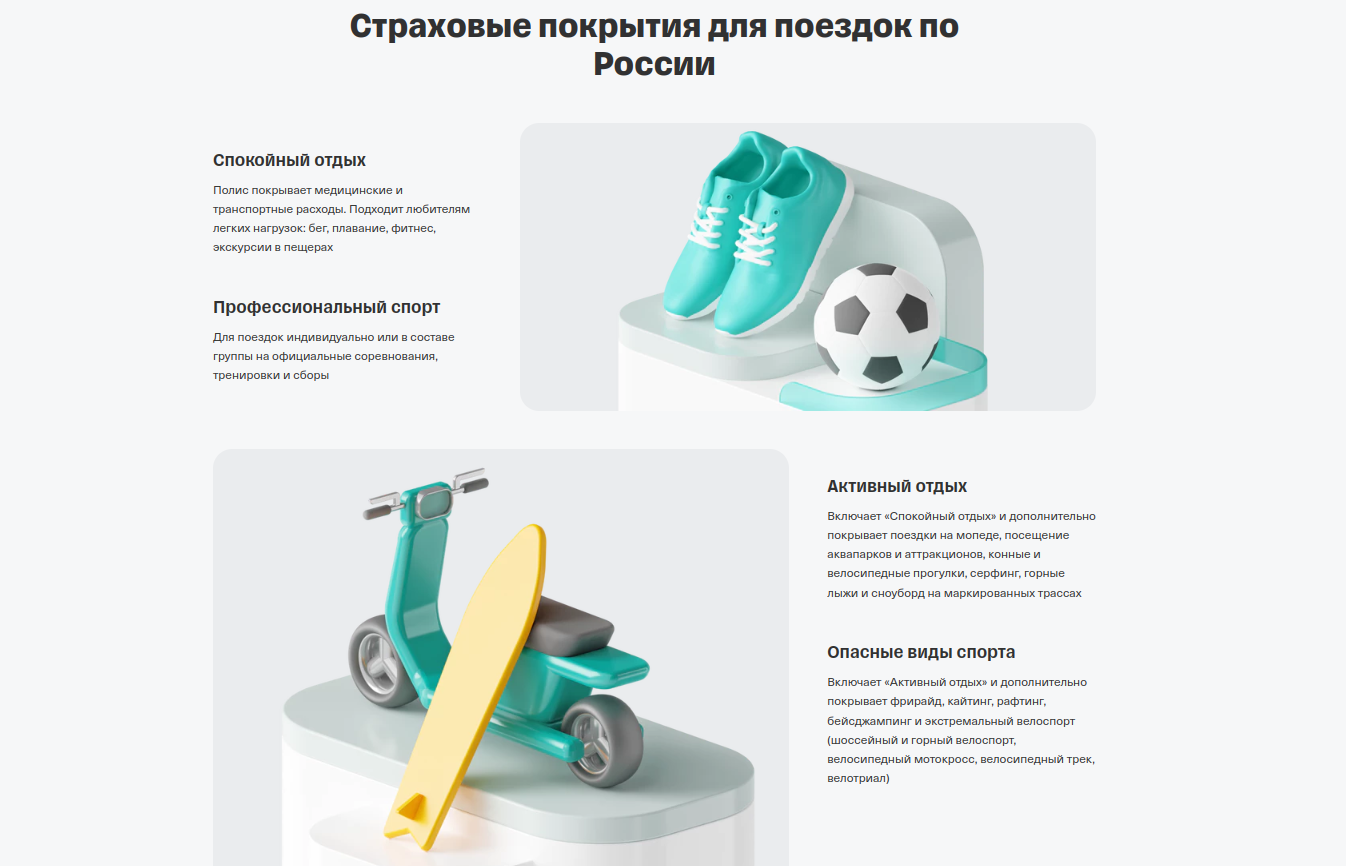 Страховые покрытия для поездок по
России
Спокойный отдых
Полис покрывает медицинские и
транспортные расходы. Подходит любителям
легких нагрузок: бег, плавание, фитнес,
экскурсии в пещерах
Профессиональный спорт
Для поездок индивидуально или в составе
группы на официальные соревнования,
тренировки и сборы
Активный отдых
Включает «Спокойный отдых» и дополнительно
покрывает поездки на мопеде, посещение
аквапарков и аттракционов, конные и
велосипедные прогулки, серфинг, горные
лыжи и сноуборд на маркированных трассах
Опасные виды спорта
Включает «Активный отдых» и дополнительно
покрывает фрирайд, кайтинг, рафтинг,
бейсджампинг и экстремальный велоспорт
(шоссейный и горный велоспорт,
велосипедный мотокросс, велосипедный трек,
велотриал)